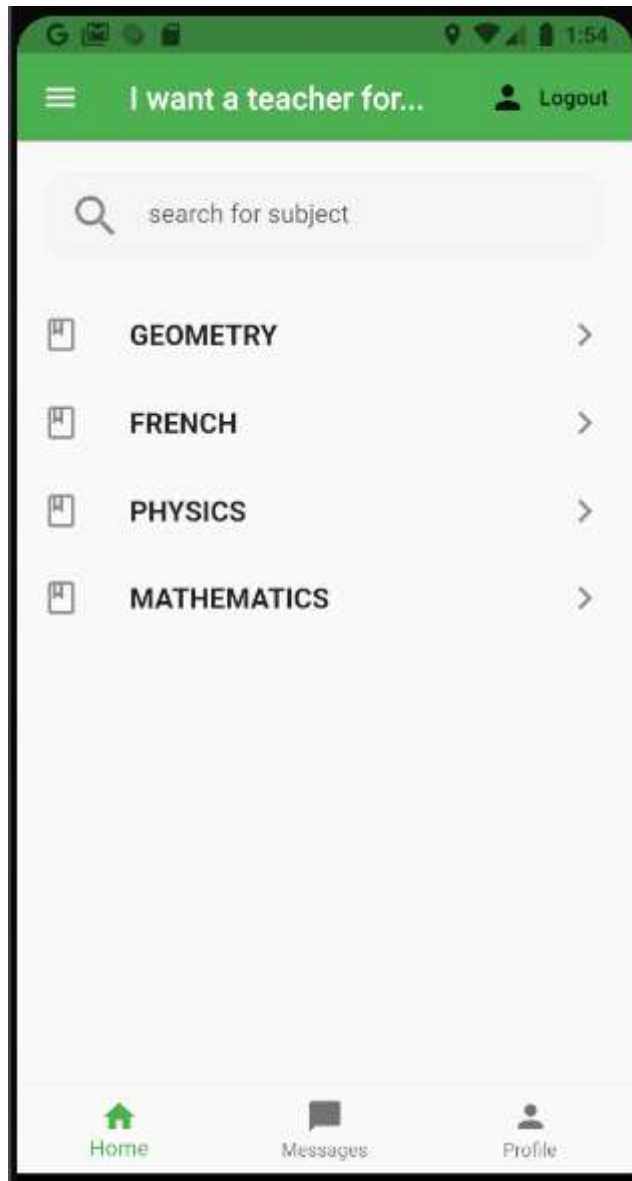 G 1:54
I want a teacher for... Logout
search for subject
GEOMETRY
FRENCH
PHYSICS
MATHEMATICS
Home Messages Profile